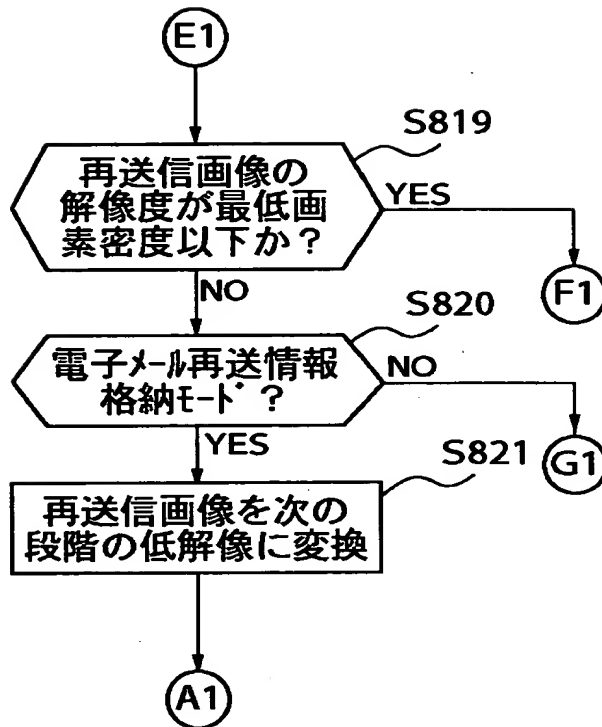 E1
S819
再送信画像の
解像度が最低画
素密度以下か？
YES
NO
F1
S820
電子ﾒｰﾙ再送情報
格納ﾓｰﾄﾞ？
NO
YES
G1
S821
再送信画像を次の
段階の低解像に変換
A1